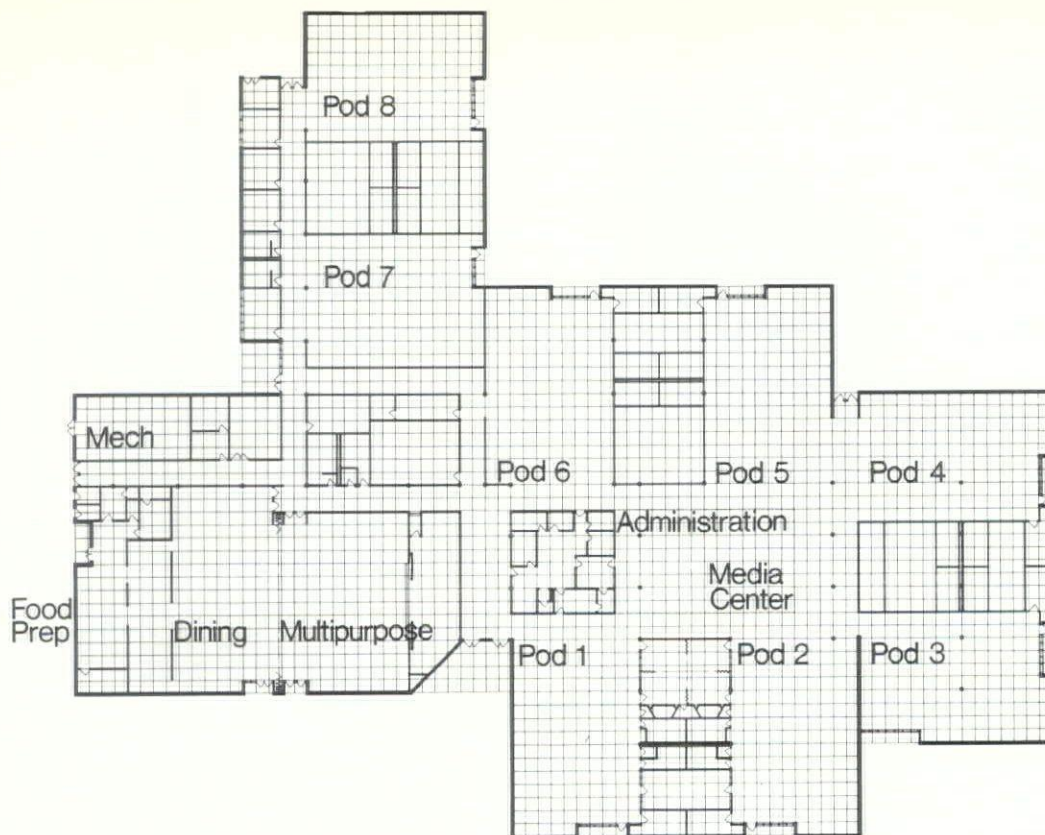 Pod 8
Pod 7
Mech
Pod 6
Pod 5
Pod 4
Administration
Media
Center
Food
Prep
Dining
Multipurpose
Pod 1
Pod 2
Pod 3